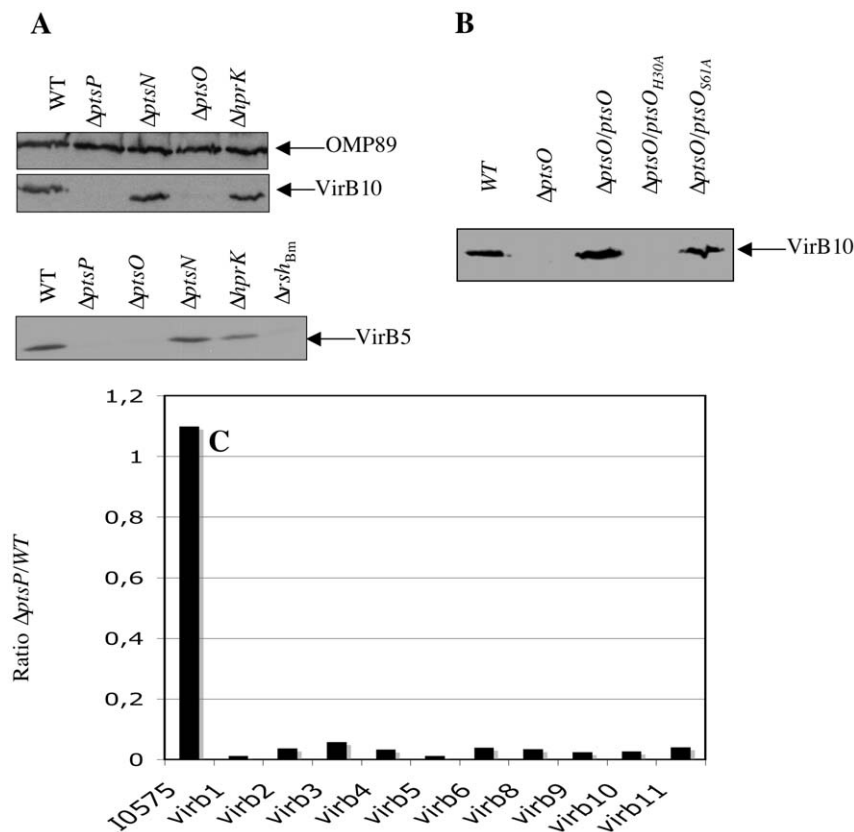 A
WT
ΔptsP
ΔptsN
ΔptsO
ΔhprK
OMP89
VirB10
WT
ΔptsP
ΔptsO
ΔptsN
ΔhprK
ΔrshBm
VirB5
B
WT
ΔptsO
ΔptsO/ptsO
ΔptsO/ptsOH30A
ΔptsO/ptsOS61A
VirB10
C
Ratio ΔptsP/WT
1,2
1
0,8
0,6
0,4
0,2
0
I0575
virb1
virb2
virb3
virb4
virb5
virb6
virb8
virb9
virb10
virb11